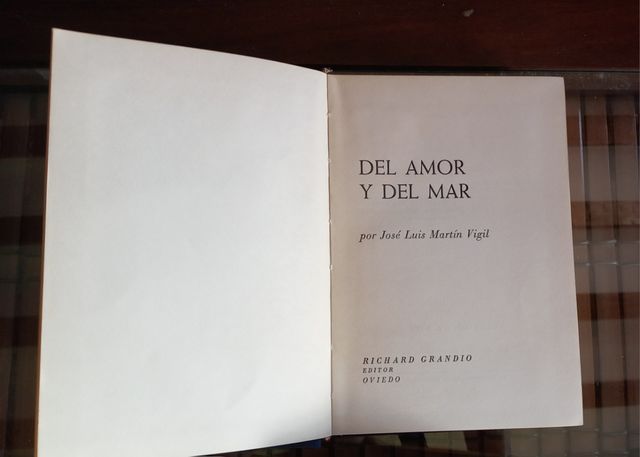 DEL AMOR
Y DEL MAR
por José Luis Martín Vigil
RICHARD GRANDIO
EDITOR
OVIEDO